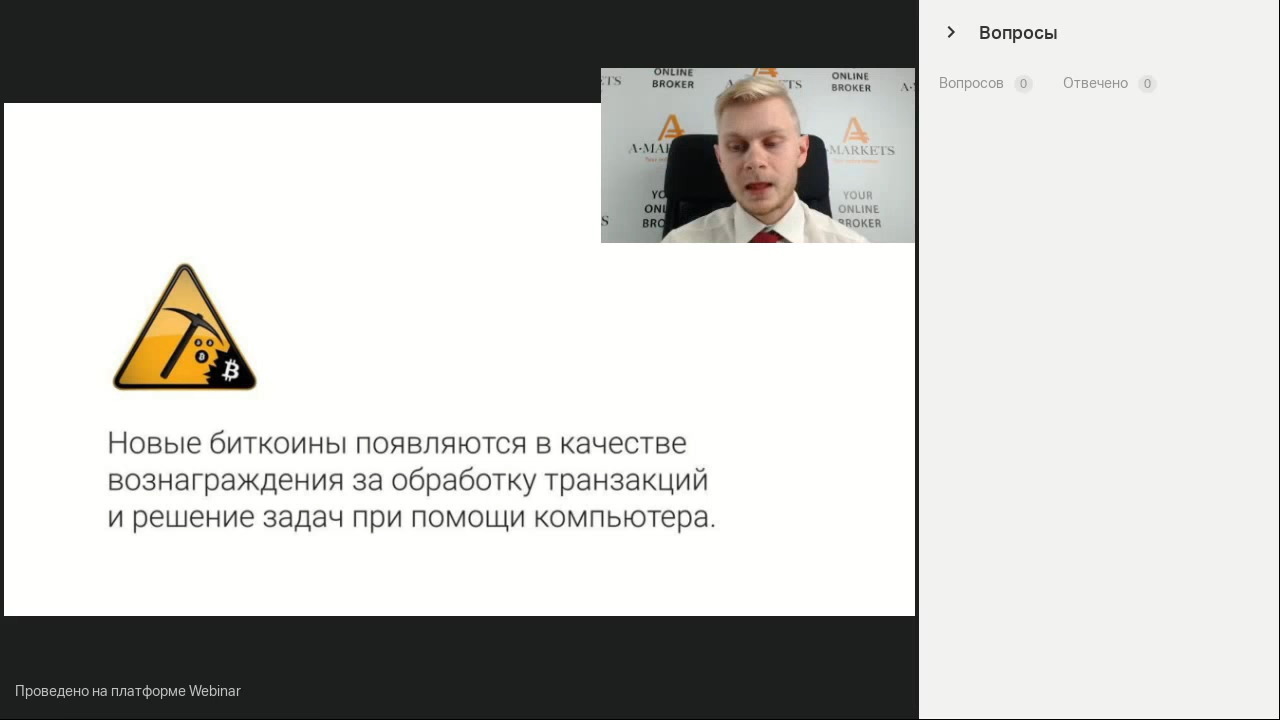 Вопросы
Вопросов 0
Отвечено 0
ONLINE
BROKER
ONLINE
BROKER
A·MARKETS
MARKETS
YOUR
ONLINE
BROKER
Новые биткоины появляются в качестве
вознаграждения за обработку транзакций
и решение задач при помощи компьютера.
Проведено на платформе Webinar